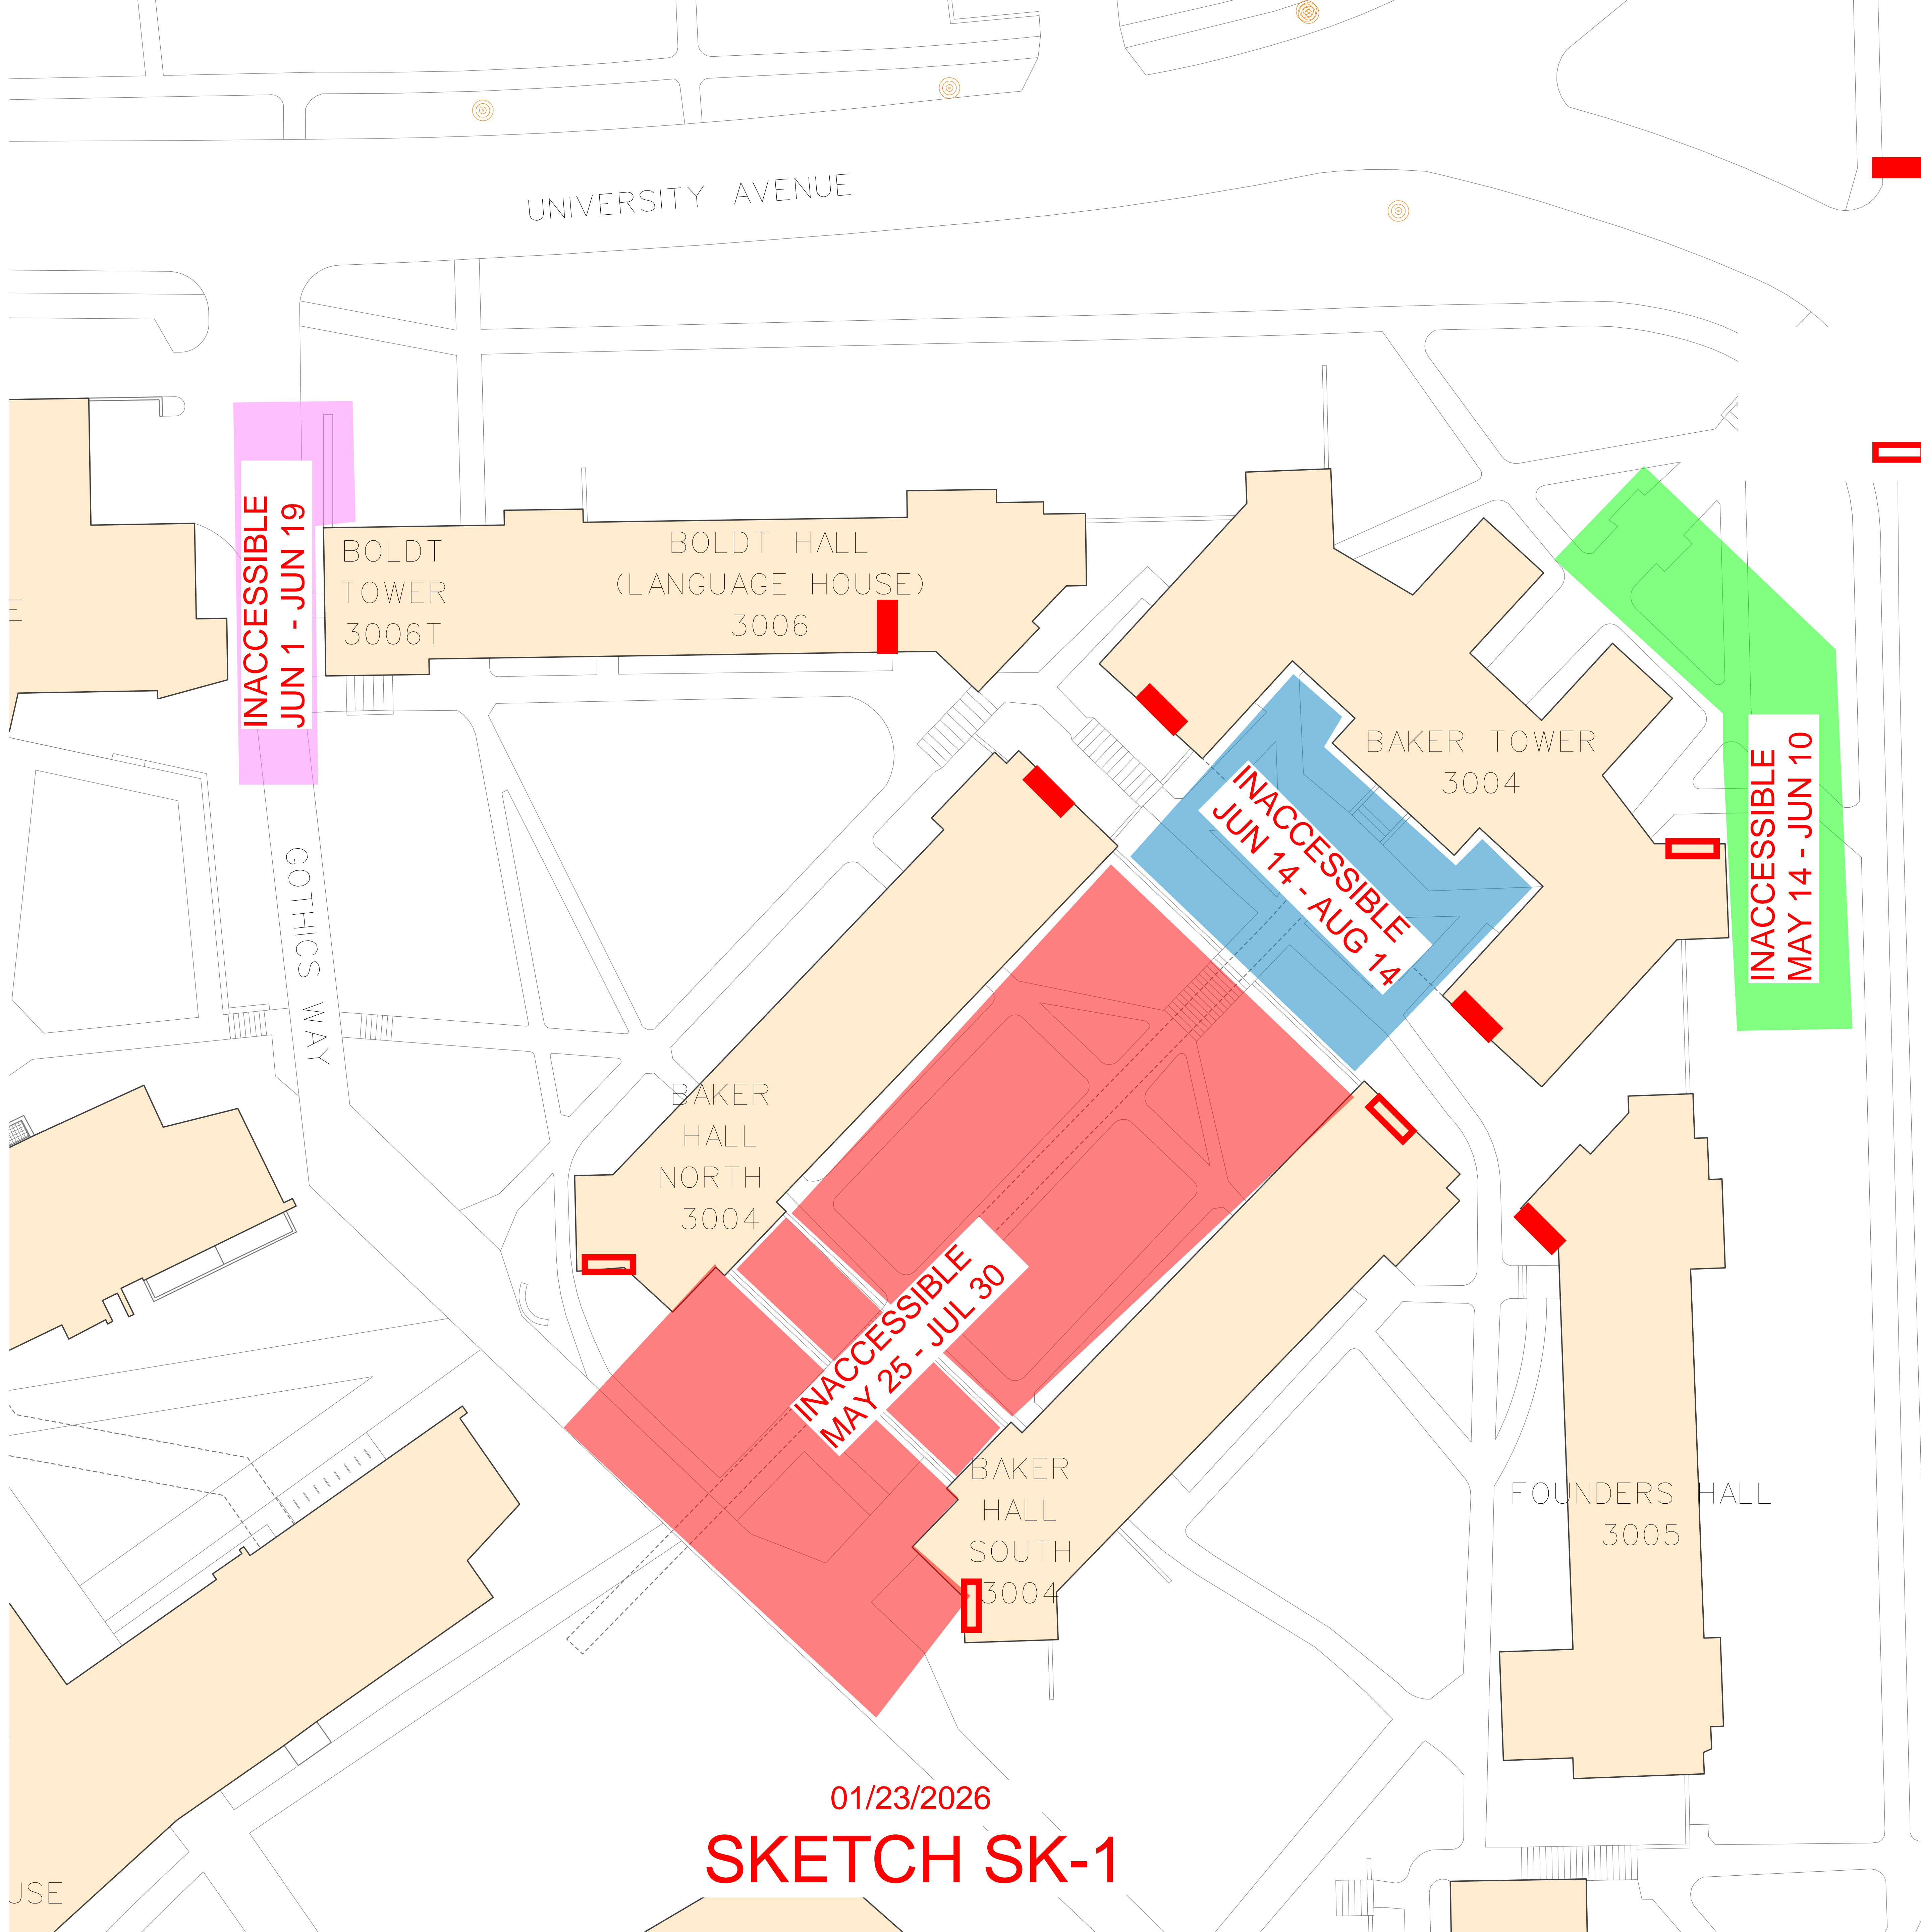 UNIVERSITY AVENUE
INACCESSIBLE
JUN 1 - JUN 19
BOLDT
TOWER
3006T
BOLDT HALL
(LANGUAGE HOUSE)
3006
E
BAKER TOWER
3004
INACCESSIBLE
JUN 14 - AUG 14
INACCESSIBLE
MAY 14 - JUN 10
GOTHICS WAY
BAKER
HALL
NORTH
3004
INACCESSIBLE
MAY 25 - JUL 30
BAKER
HALL
SOUTH
3004
FOUNDERS HALL
3005
01/23/2026
SKETCH SK-1
USE